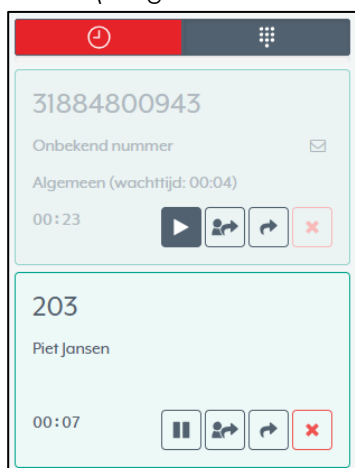 31884800943
Onbekend nummer
Algemeen (wachttijd: 00:04)
00:23
203
Piet Jansen
00:07